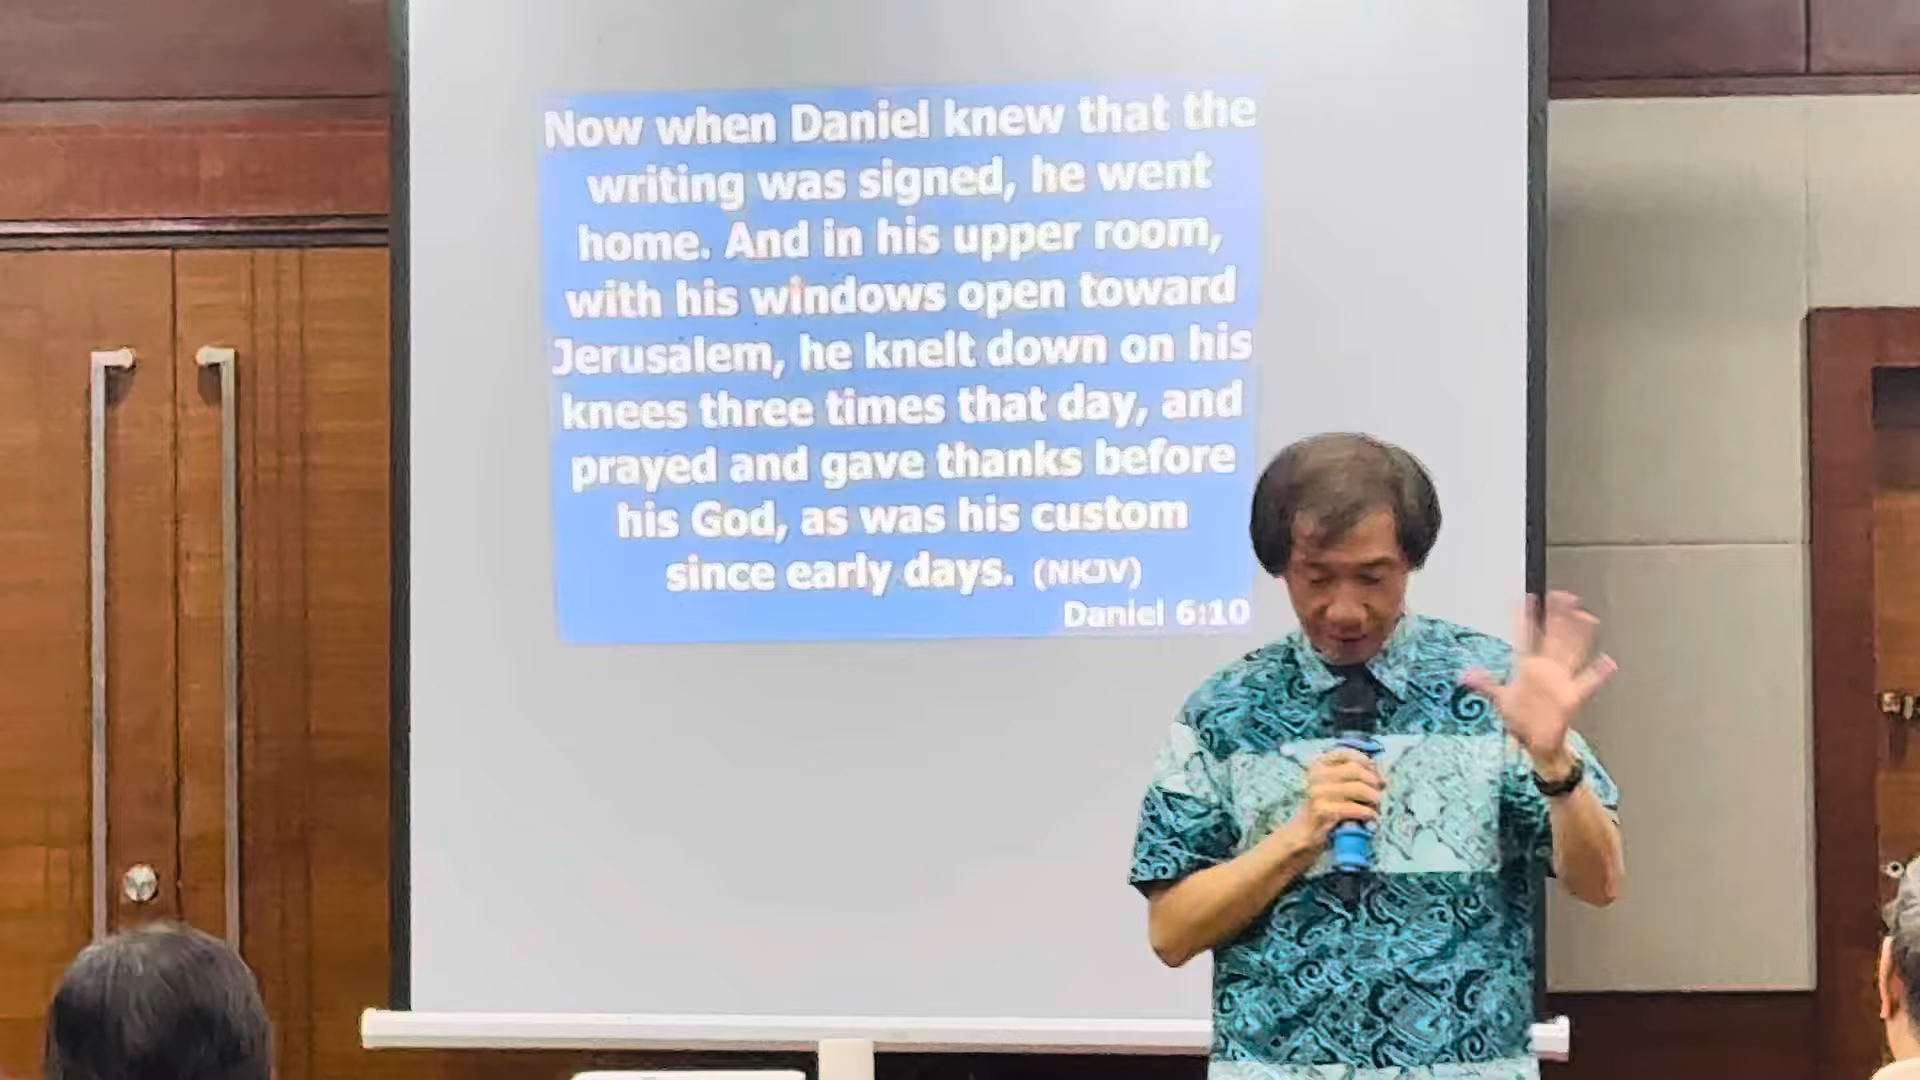 Now when Daniel knew that the
writing was signed, he went
home. And in his upper room,
with his windows open toward
Jerusalem, he knelt down on his
knees three times that day, and
prayed and gave thanks before
his God, as was his custom
since early days. (NKJV)
Daniel 6:10